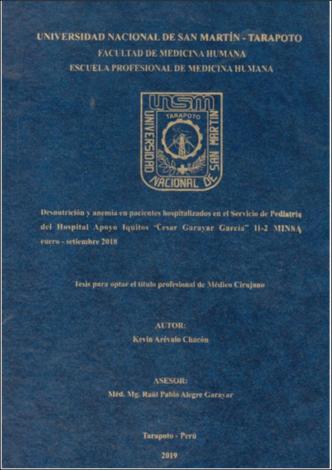 UNIVERSIDAD NACIONAL DE SAN MARTÍN - TARAPOTO
FACULTAD DE MEDICINA HUMANA
ESCUELA PROFESIONAL DE MEDICINA HUMANA
UNSM
TARAPOTO
UNIVERSIDAD NACIONAL DE SAN MARTIN
Desnutrición y anemia en pacientes hospitalizados en el Servicio de Pediatría
del Hospital Apoyo Iquitos "Cesar Garayar García" II-2 MINSA
enero - setiembre 2018
Tesis para optar el título profesional de Médico Cirujano
AUTOR:
Kevin Arévalo Chacón
ASESOR:
Méd. Mg. Raúl Pablo Alegre Garayar
Tarapoto - Perú
2019